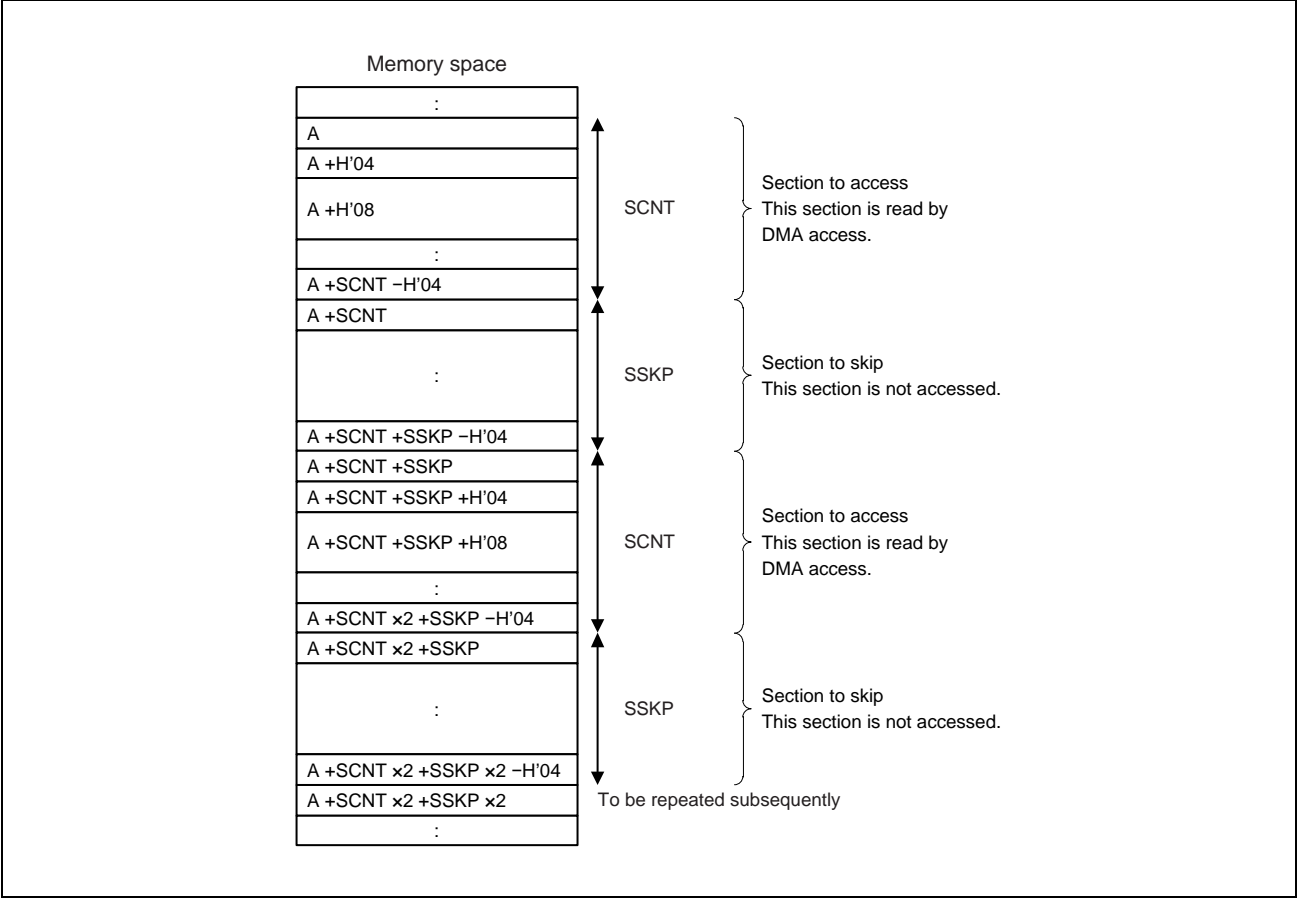 Memory space
:
A
A +H’04
A +H’08
:
A +SCNT −H’04
A +SCNT
:
A +SCNT +SSKP −H’04
A +SCNT +SSKP
A +SCNT +SSKP +H’04
A +SCNT +SSKP +H’08
:
A +SCNT ×2 +SSKP −H’04
A +SCNT ×2 +SSKP
:
A +SCNT ×2 +SSKP ×2 −H’04
A +SCNT ×2 +SSKP ×2
:
SCNT
Section to access
This section is read by
DMA access.
SSKP
Section to skip
This section is not accessed.
SCNT
Section to access
This section is read by
DMA access.
SSKP
Section to skip
This section is not accessed.
To be repeated subsequently